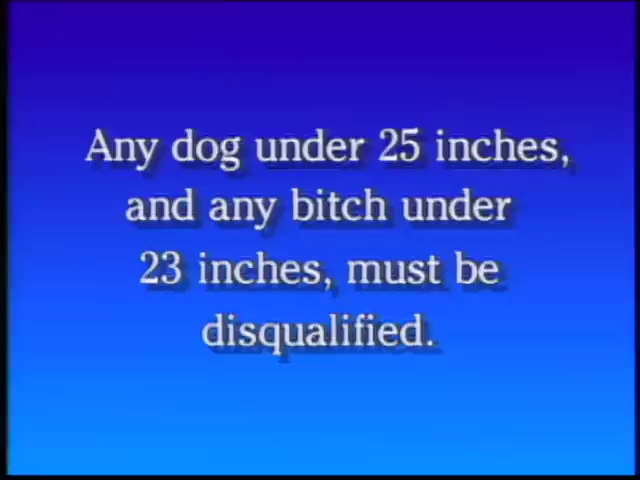 Any dog under 25 inches,
and any bitch under
23 inches, must be
disqualified.